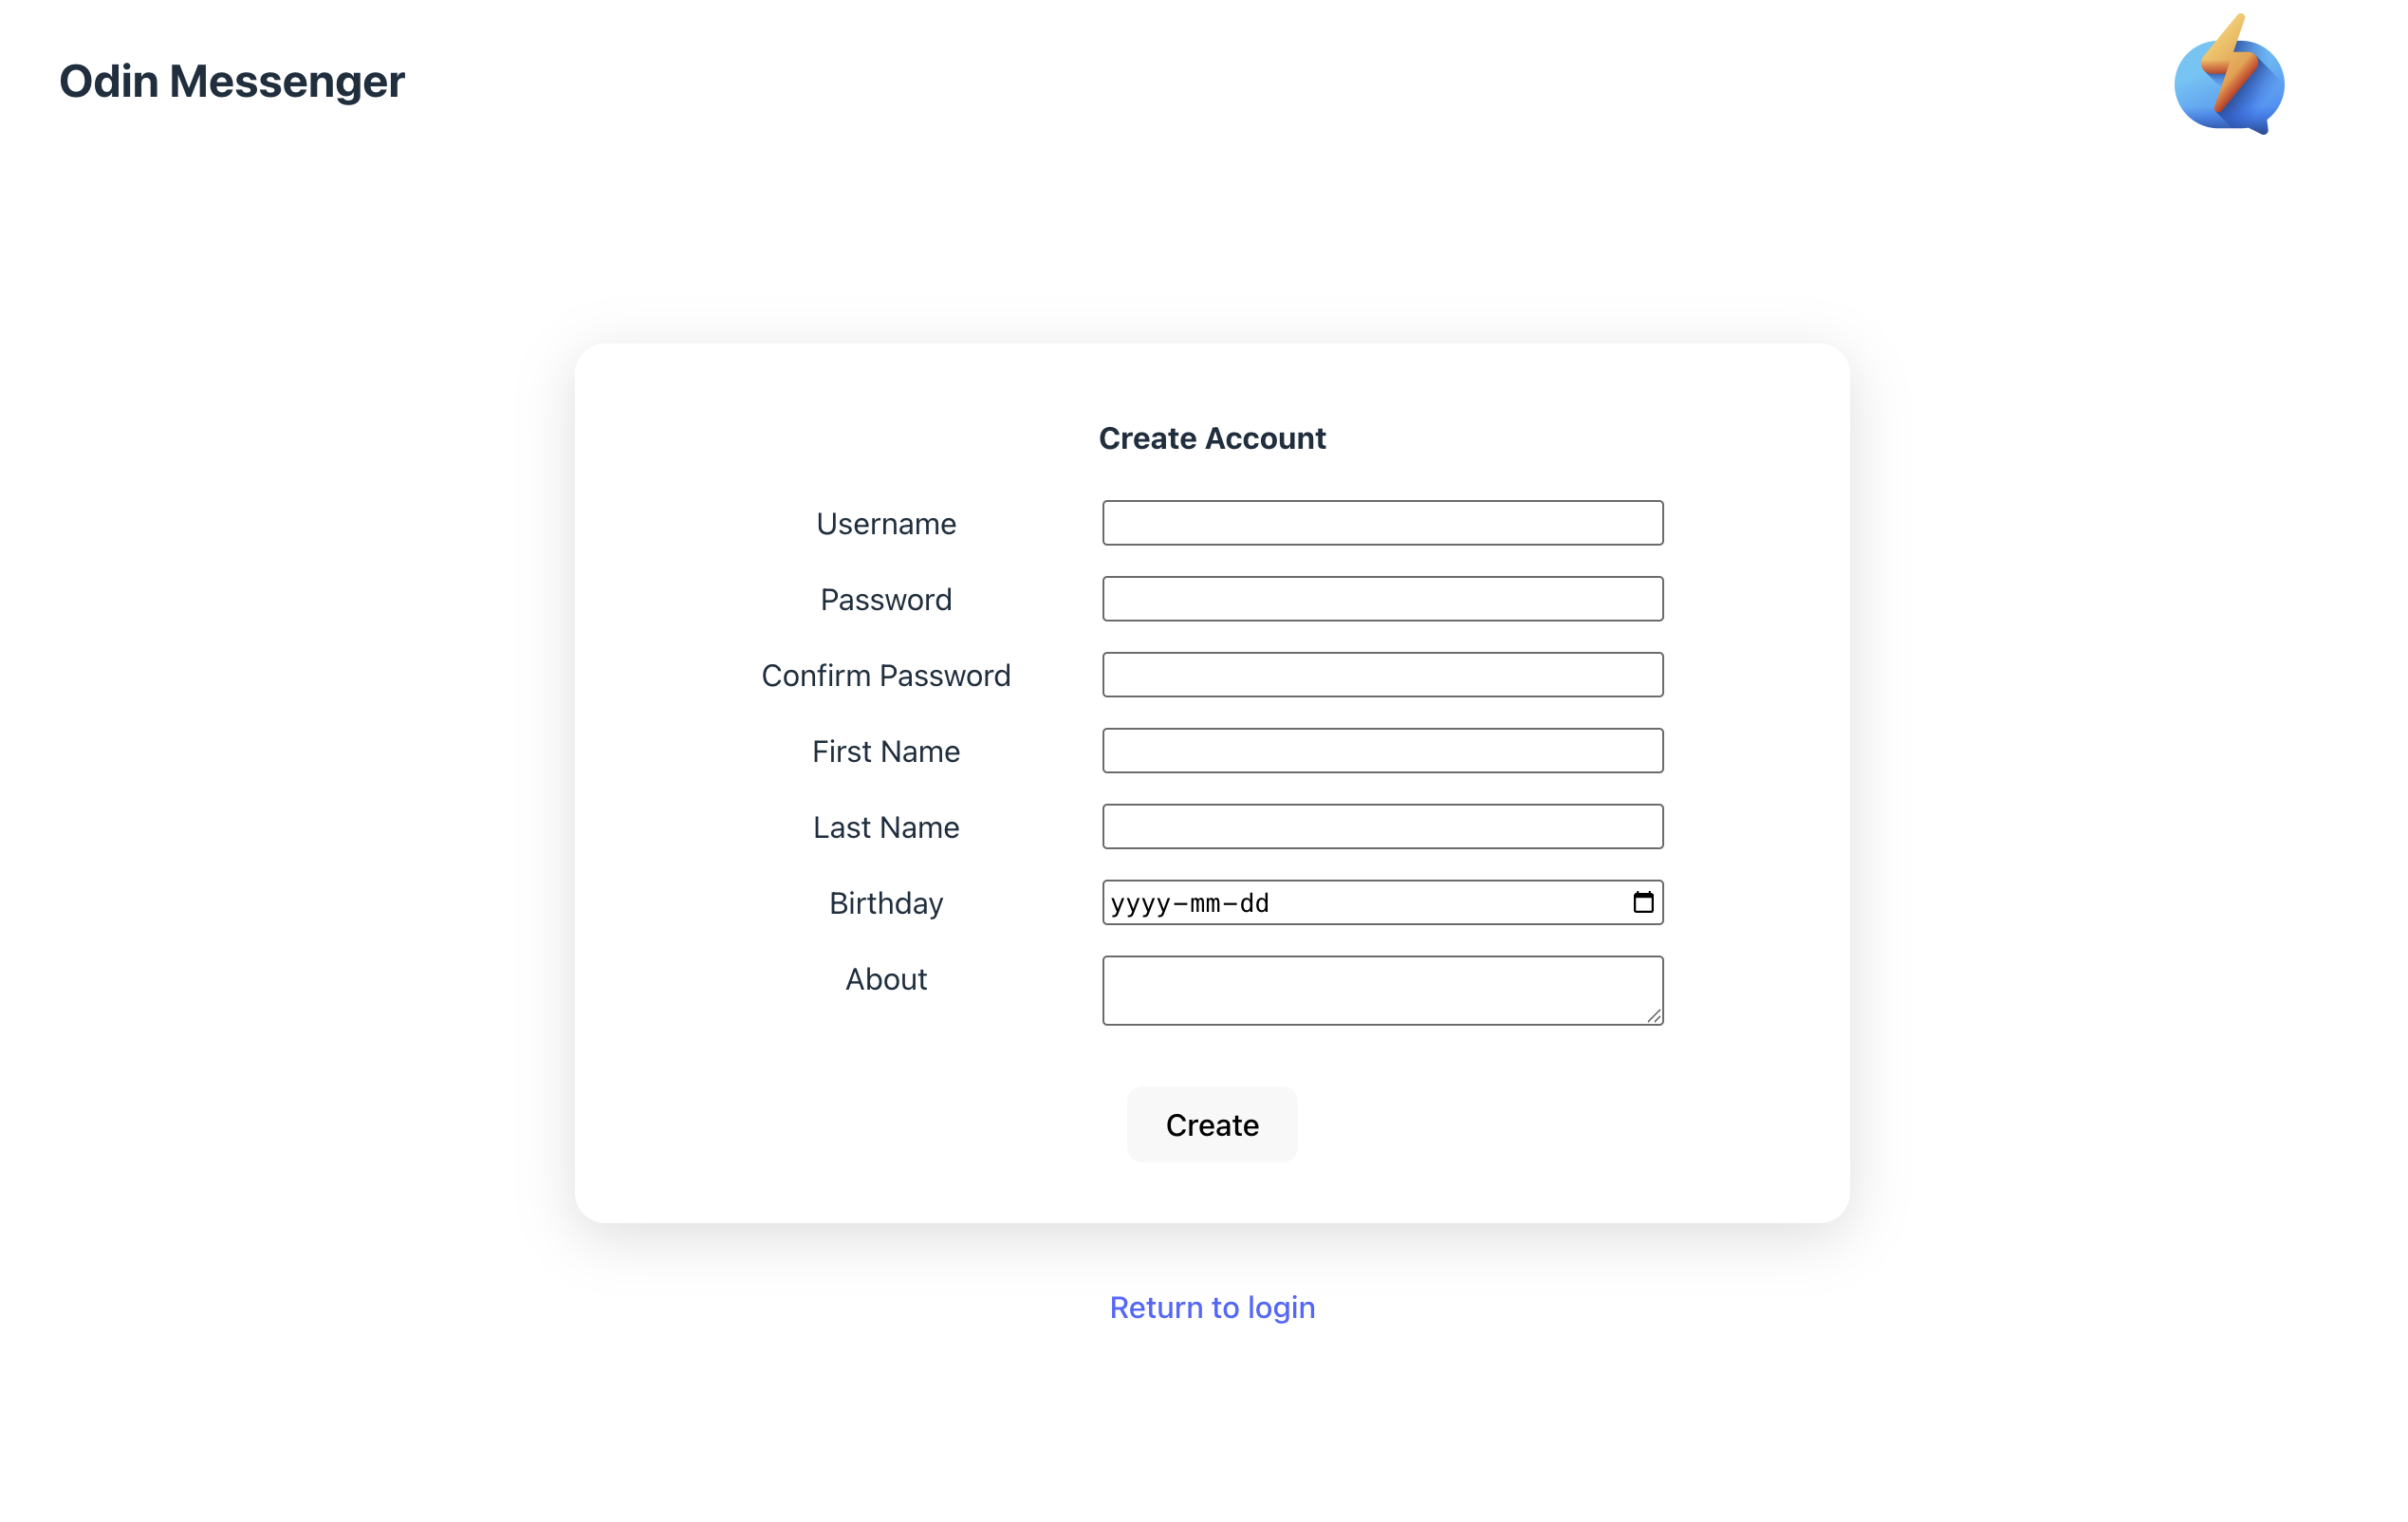 Odin Messenger
Create Account
Username
Password
Confirm Password
First Name
Last Name
Birthday
yyyy-mm-dd
About
Create
Return to login